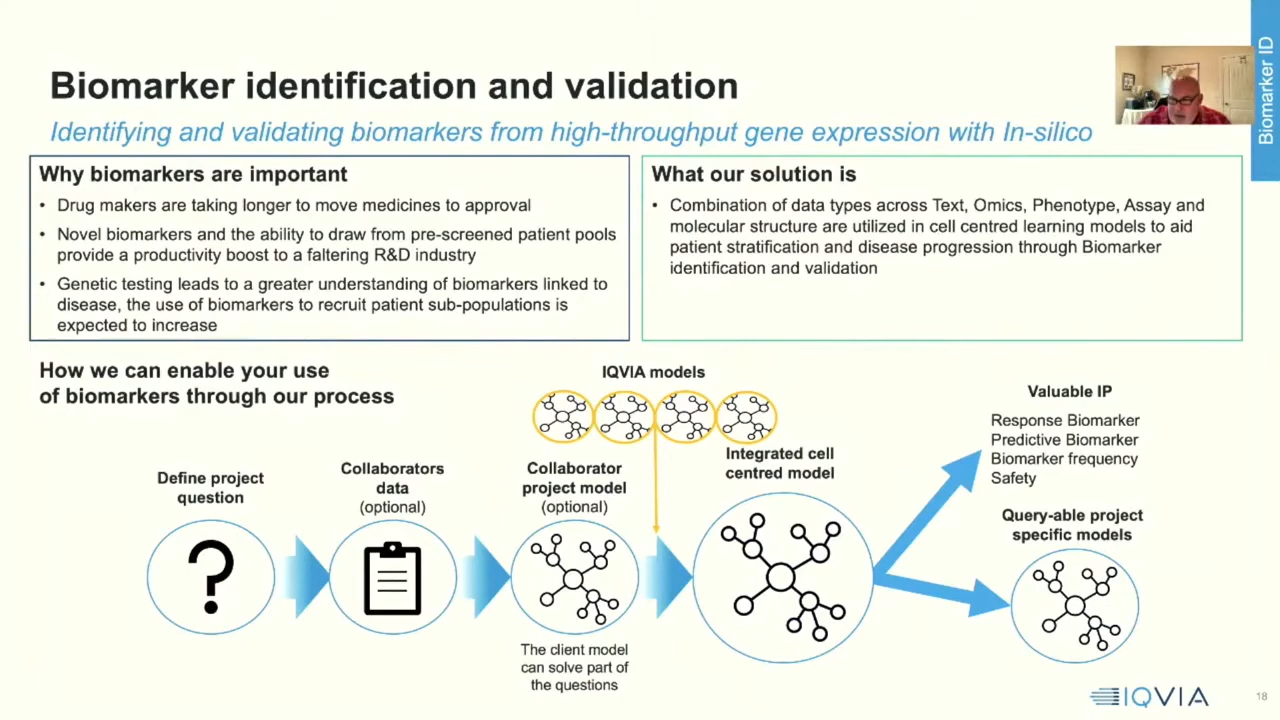 Biomarker ID
Biomarker identification and validation
Identifying and validating biomarkers from high-throughput gene expression with In-silico
Why biomarkers are important
• Drug makers are taking longer to move medicines to approval
• Novel biomarkers and the ability to draw from pre-screened patient pools
provide a productivity boost to a faltering R&D industry
• Genetic testing leads to a greater understanding of biomarkers linked to
disease, the use of biomarkers to recruit patient sub-populations is
expected to increase
What our solution is
• Combination of data types across Text, Omics, Phenotype, Assay and
molecular structure are utilized in cell centred learning models to aid
patient stratification and disease progression through Biomarker
identification and validation
How we can enable your use
of biomarkers through our process
IQVIA models
Define project
question
?
Collaborators
data
(optional)
Collaborator
project model
(optional)
The client model
can solve part of
the questions
Integrated cell
centred model
Valuable IP
Response Biomarker
Predictive Biomarker
Biomarker frequency
Safety
Query-able project
specific models
IQVIA
18